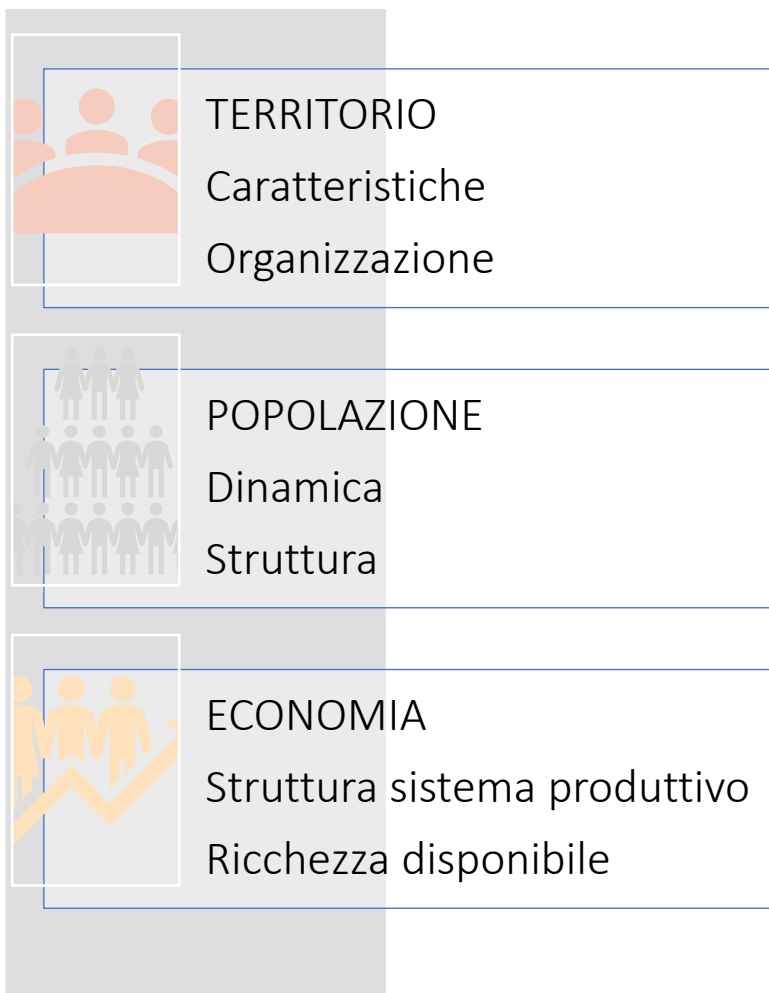 TERRITORIO
Caratteristiche
Organizzazione
POPOLAZIONE
Dinamica
Struttura
ECONOMIA
Struttura sistema produttivo
Ricchezza disponibile